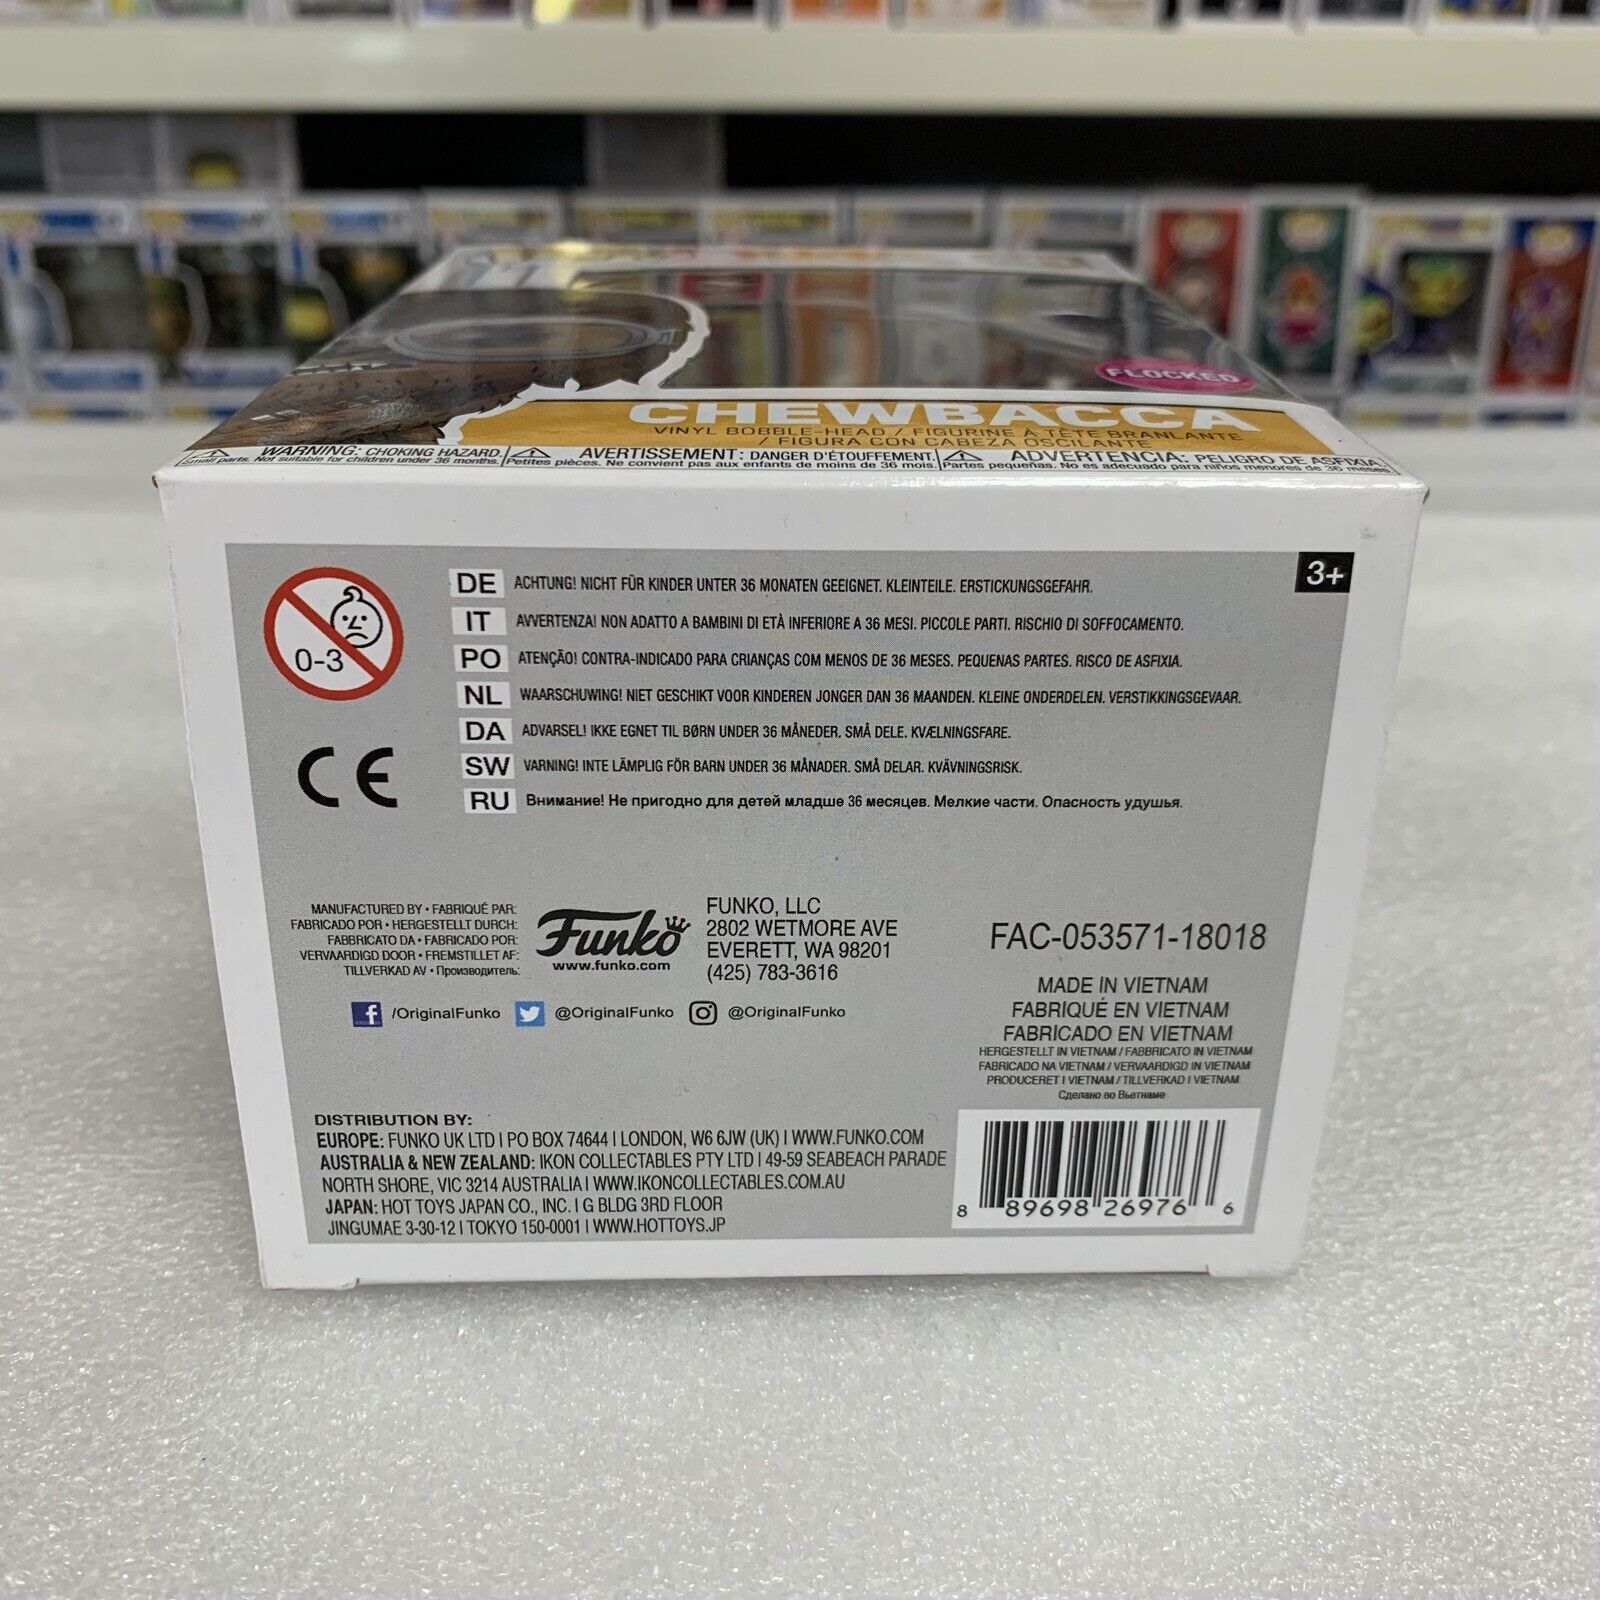 FLOCKED
CHEWBACCA
VINYL BOBBLE-HEAD / FIGURINE À TÊTE BRANLANTE
/ FIGURA CON CABEZA OSCILANTE
WARNING: CHOKING HAZARD.
Small parts. Not suitable for children under 36 months.
AVERTISSEMENT: DANGER D'ÉTOUFFEMENT.
Petites pièces. Ne convient pas aux enfants de moins de 36 mois.
ADVERTENCIA: PELIGRO DE ASFIXIA.
Partes pequeñas. No es adecuado para niños menores de 36 meses.
3+
0-3
CE
DE ACHTUNG! NICHT FÜR KINDER UNTER 36 MONATEN GEEIGNET. KLEINTEILE. ERSTICKUNGSGEFAHR.
IT AVVERTENZA! NON ADATTO A BAMBINI DI ETÀ INFERIORE A 36 MESI. PICCOLE PARTI. RISCHIO DI SOFFOCAMENTO.
PO ATENÇÃO! CONTRA-INDICADO PARA CRIANÇAS COM MENOS DE 36 MESES. PEQUENAS PARTES. RISCO DE ASFIXIA.
NL WAARSCHUWING! NIET GESCHIKT VOOR KINDEREN JONGER DAN 36 MAANDEN. KLEINE ONDERDELEN. VERSTIKKINGSGEVAAR.
DA ADVARSEL! IKKE EGNET TIL BØRN UNDER 36 MÅNEDER. SMÅ DELE. KVÆLNINGSFARE.
SW VARNING! INTE LÄMPLIG FÖR BARN UNDER 36 MÅNADER. SMÅ DELAR. KVÄVNINGSRISK.
RU Внимание! Не пригодно для детей младше 36 месяцев. Мелкие части. Опасность удушья.
MANUFACTURED BY • FABRIQUÉ PAR:
FABRICADO POR • HERGESTELLT DURCH:
FABBRICATO DA • FABRICADO POR:
VERVAARDIGD DOOR • FREMSTILLET AF:
TILLVERKAD AV • Производитель:
Funko
www.funko.com
FUNKO, LLC
2802 WETMORE AVE
EVERETT, WA 98201
(425) 783-3616
/OriginalFunko @OriginalFunko @OriginalFunko
FAC-053571-18018
MADE IN VIETNAM
FABRIQUÉ EN VIETNAM
FABRICADO EN VIETNAM
HERGESTELLT IN VIETNAM / FABBRICATO IN VIETNAM
FABRICADO NA VIETNAM / VERVAARDIGD IN VIETNAM
PRODUCERET I VIETNAM / TILLVERKAD I VIETNAM
Сделано во Вьетнаме
DISTRIBUTION BY:
EUROPE: FUNKO UK LTD I PO BOX 74644 I LONDON, W6 6JW (UK) I WWW.FUNKO.COM
AUSTRALIA & NEW ZEALAND: IKON COLLECTABLES PTY LTD I 49-59 SEABEACH PARADE
NORTH SHORE, VIC 3214 AUSTRALIA I WWW.IKONCOLLECTABLES.COM.AU
JAPAN: HOT TOYS JAPAN CO., INC. I G BLDG 3RD FLOOR
JINGUMAE 3-30-12 I TOKYO 150-0001 I WWW.HOTTOYS.JP
8 89698 26976 6